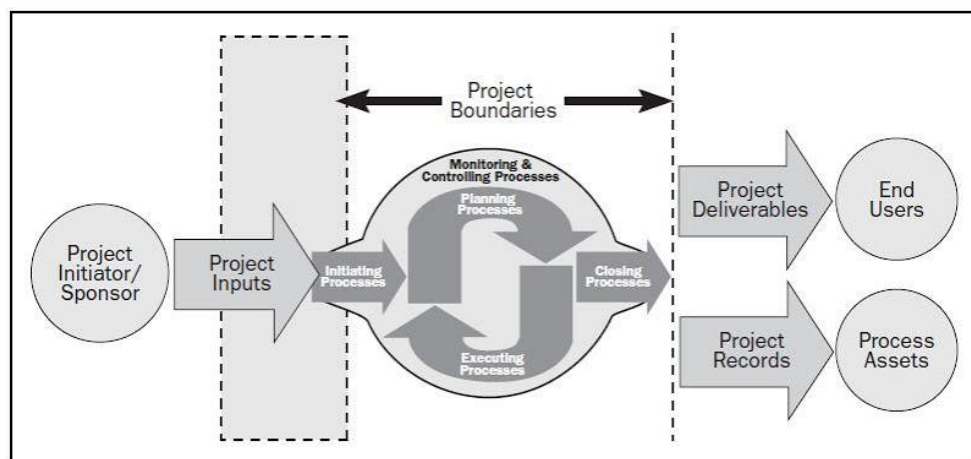 Project
Boundaries
Monitoring &
Controlling Processes
Planning
Processes
Project
Initiator/
Sponsor
Project
Inputs
Initiating
Processes
Closing
Processes
Executing
Processes
Project
Deliverables
End
Users
Project
Records
Process
Assets